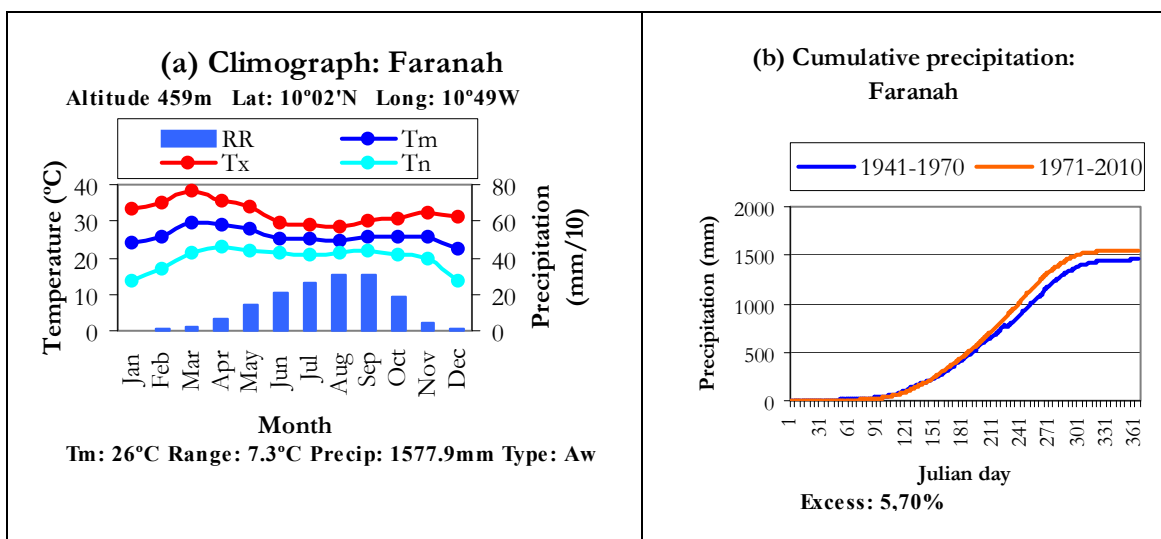 (a) Climograph: Faranah
Altitude 459m Lat: 10°02'N Long: 10°49W
RR Tm
Tx Tn
Temperature (ºC)
40
30
20
10
0
80
60
40
20
0
Precipitation
(mm/10)
Jan
Feb
Mar
Apr
May
Jun
Jul
Aug
Sep
Oct
Nov
Dec
Month
Tm: 26°C Range: 7.3°C Precip: 1577.9mm Type: Aw
(b) Cumulative precipitation:
Faranah
1941-1970 1971-2010
Precipitation (mm)
2000
1500
1000
500
0
1
31
61
91
121
151
181
211
241
271
301
331
361
Julian day
Excess: 5,70%